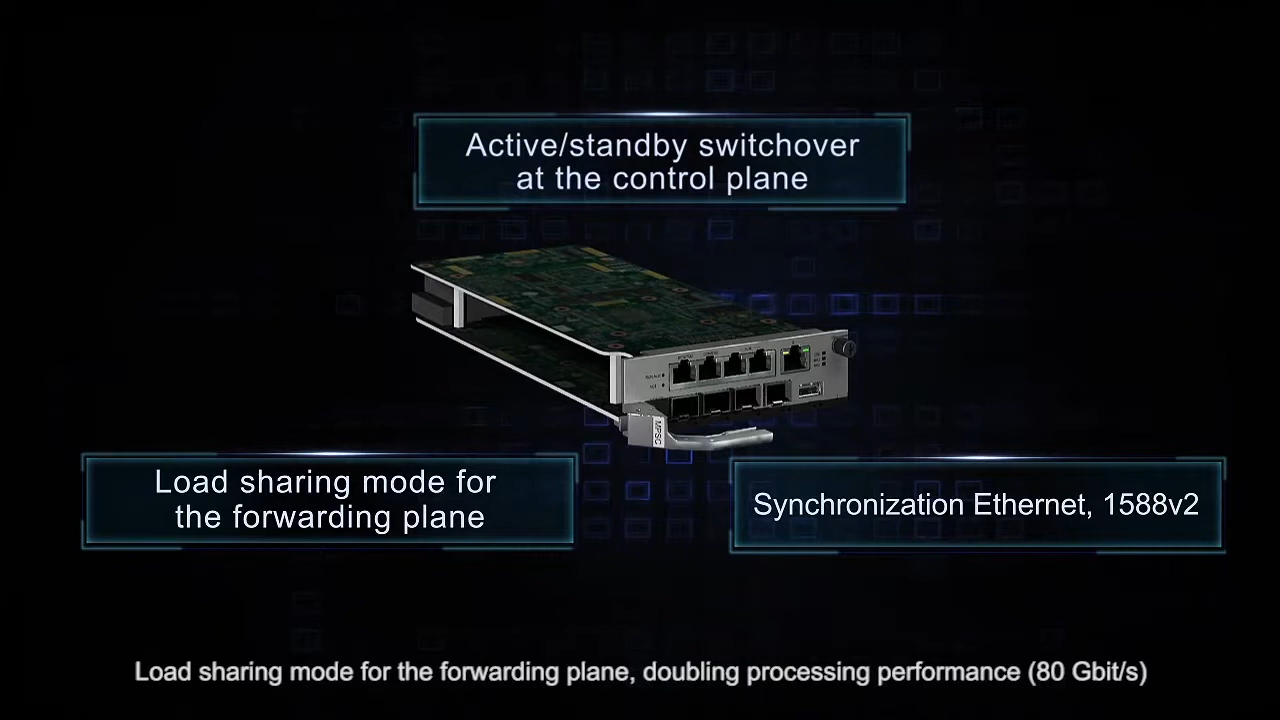 Active/standby switchover
at the control plane
MPSC
Load sharing mode for
the forwarding plane
Synchronization Ethernet, 1588v2
Load sharing mode for the forwarding plane, doubling processing performance (80 Gbit/s)